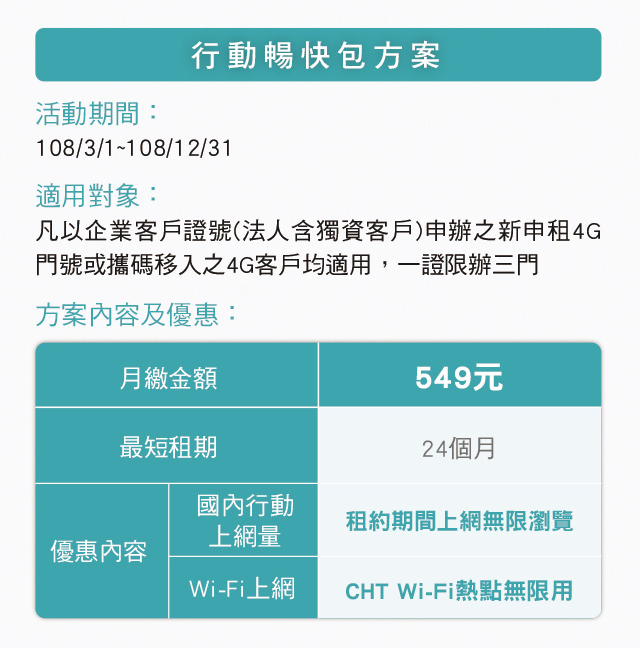 行動暢快包方案
活動期間：
108/3/1~108/12/31
適用對象：
凡以企業客戶證號(法人含獨資客戶)申辦之新申租4G
門號或攜碼移入之4G客戶均適用，一證限辦三門
方案內容及優惠：
月繳金額
549元
最短租期
24個月
優惠內容
國內行動
上網量
租約期間上網無限瀏覽
Wi-Fi上網
CHT Wi-Fi熱點無限用